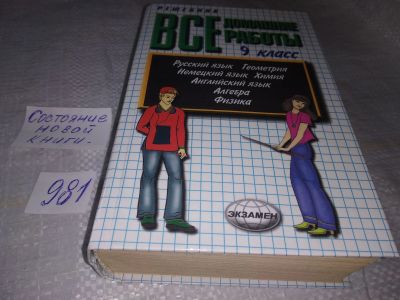 РЕШЕБНИК
ВСЕ ДОМАШНИЕ
РАБОТЫ
9 класс
Русский язык Геометрия
Немецкий язык Химия
Английский язык
Алгебра
Физика
ЭКЗАМЕН
Состояние
новой
книги.
981